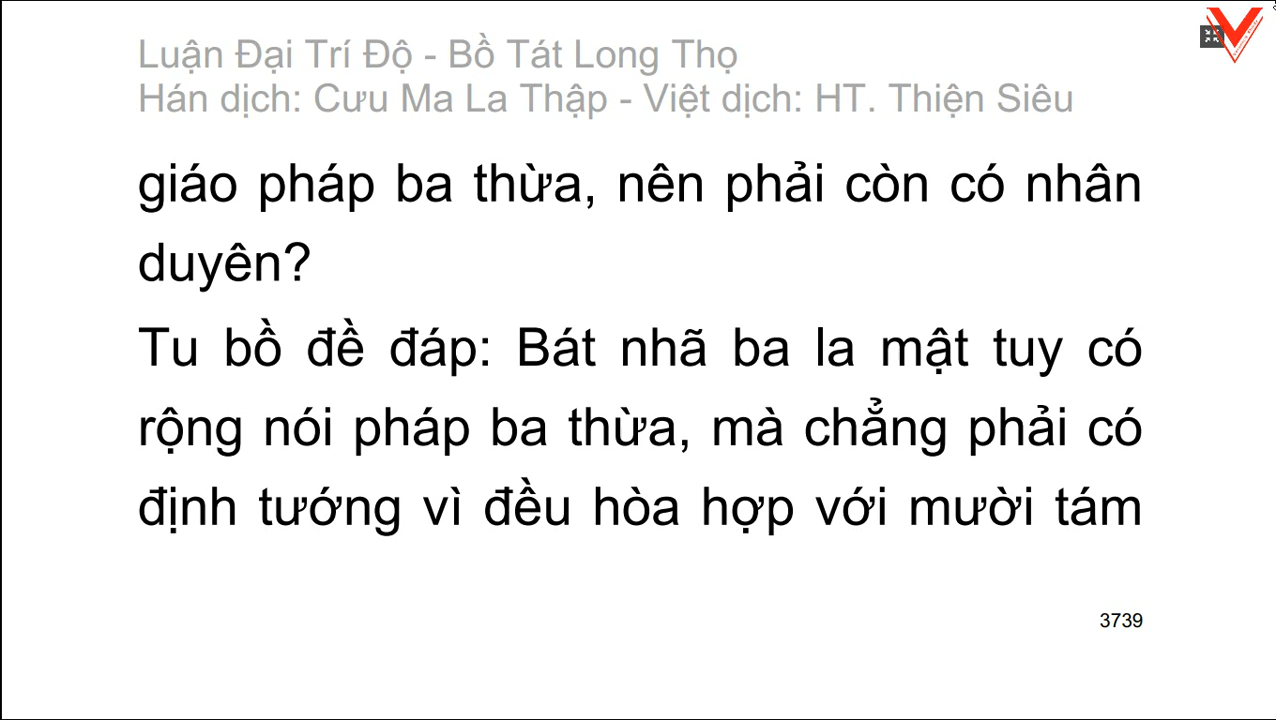 Luận Đại Trí Độ - Bồ Tát Long Thọ
Hán dịch: Cưu Ma La Thập - Việt dịch: HT. Thiện Siêu
giáo pháp ba thừa, nên phải còn có nhân
duyên?
Tu bồ đề đáp: Bát nhã ba la mật tuy có
rộng nói pháp ba thừa, mà chẳng phải có
định tướng vì đều hòa hợp với mười tám
3739